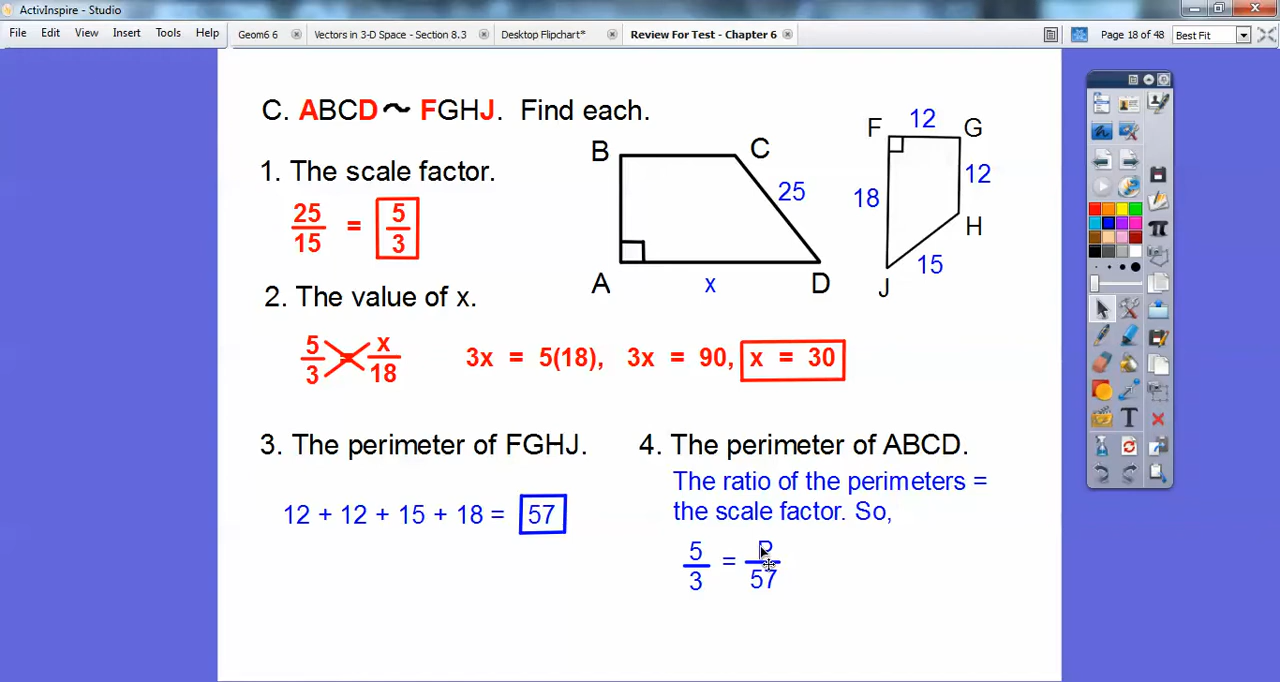 ActivInspire - Studio
File Edit View Insert Tools Help
Geom6 6
Vectors in 3-D Space - Section 8.3
Desktop Flipchart*
Review For Test - Chapter 6
Page 18 of 48
Best Fit
C. ABCD ~ FGHJ. Find each.
1. The scale factor.
25/15 = 5/3
B
C
25
A
x
D
F
12
G
18
12
H
15
J
2. The value of x.
5/3 = x/18
3x = 5(18), 3x = 90, x = 30
3. The perimeter of FGHJ.
12 + 12 + 15 + 18 = 57
4. The perimeter of ABCD.
The ratio of the perimeters =
the scale factor. So,
5/3 = P/57